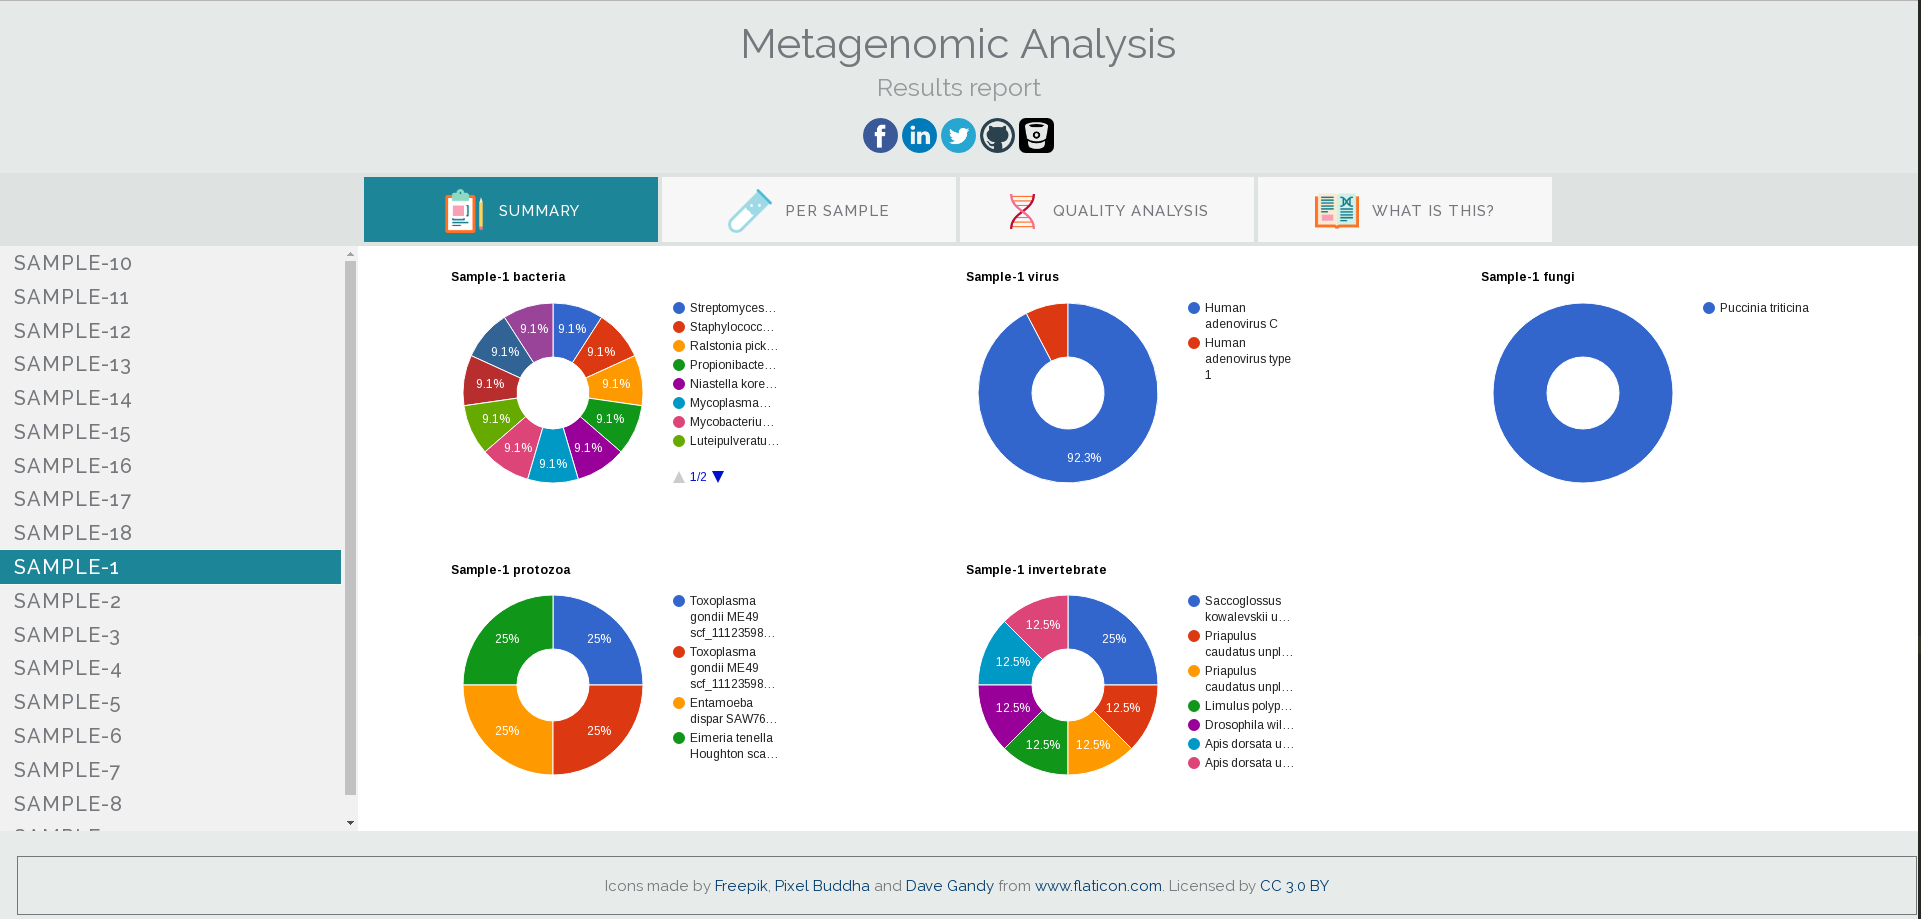 Metagenomic Analysis
Results report
SUMMARY
PER SAMPLE
QUALITY ANALYSIS
WHAT IS THIS?
SAMPLE-10
SAMPLE-11
SAMPLE-12
SAMPLE-13
SAMPLE-14
SAMPLE-15
SAMPLE-16
SAMPLE-17
SAMPLE-18
SAMPLE-1
SAMPLE-2
SAMPLE-3
SAMPLE-4
SAMPLE-5
SAMPLE-6
SAMPLE-7
SAMPLE-8
Sample-1 bacteria
9.1%
9.1%
9.1%
9.1%
9.1%
9.1%
9.1%
9.1%
9.1%
9.1%
9.1%
Streptomyces…
Staphylococc…
Ralstonia pick…
Propionibacte…
Niastella kore…
Mycoplasma…
Mycobacteriu…
Luteipulveratu…
1/2
Sample-1 virus
92.3%
Human
adenovirus C
Human
adenovirus type
1
Sample-1 fungi
Puccinia triticina
Sample-1 protozoa
25%
25%
25%
25%
Toxoplasma
gondii ME49
scf_11123598…
Toxoplasma
gondii ME49
scf_11123598…
Entamoeba
dispar SAW76…
Eimeria tenella
Houghton sca…
Sample-1 invertebrate
25%
12.5%
12.5%
12.5%
12.5%
12.5%
12.5%
Saccoglossus
kowalevskii u…
Priapulus
caudatus unpl…
Priapulus
caudatus unpl…
Limulus polyp…
Drosophila wil…
Apis dorsata u…
Apis dorsata u…
Icons made by Freepik, Pixel Buddha and Dave Gandy from www.flaticon.com. Licensed by CC 3.0 BY